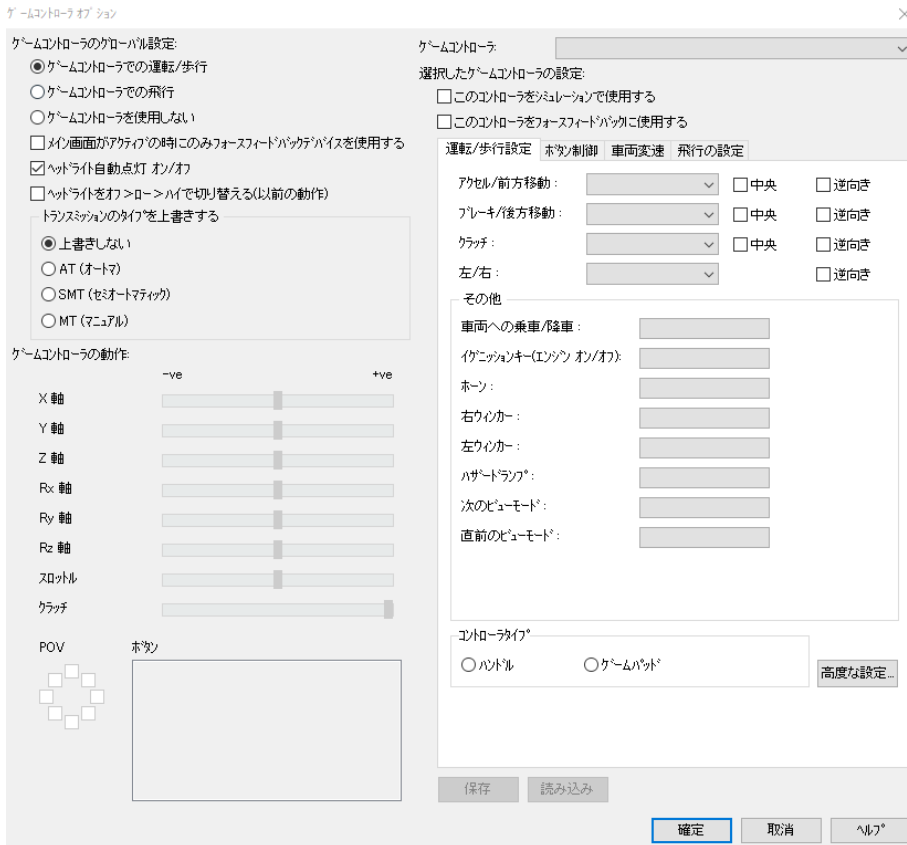 ゲームコントローラ オプション
ゲームコントローラのグローバル設定:
ゲームコントローラでの運転/歩行
ゲームコントローラでの飛行
ゲームコントローラを使用しない
メイン画面がアクティブの時にのみフォースフィードバックデバイスを使用する
ヘッドライト自動点灯 オン/オフ
ヘッドライトをオフ>ロー>ハイで切り替える(以前の動作)
トランスミッションのタイプを上書きする
上書きしない
AT (オートマ)
SMT (セミオートマティック)
MT (マニュアル)
ゲームコントローラの動作:
-ve +ve
X 軸
Y 軸
Z 軸
Rx 軸
Ry 軸
Rz 軸
スロットル
クラッチ
POV ボタン
ゲームコントローラ:
選択したゲームコントローラの設定:
このコントローラをシミュレーションで使用する
このコントローラをフォースフィードバックに使用する
運転/歩行設定 ボタン制御 車両変速 飛行の設定
アクセル/前方移動: 中央 逆向き
ブレーキ/後方移動: 中央 逆向き
クラッチ: 中央 逆向き
左/右: 逆向き
その他
車両への乗車/降車:
イグニッションキー(エンジン オン/オフ):
ホーン:
右ウィンカー:
左ウィンカー:
ハザードランプ:
次のビューモード:
直前のビューモード:
コントローラタイプ
ハンドル ゲームパッド
高度な設定...
保存 読み込み
確定 取消 ヘルプ